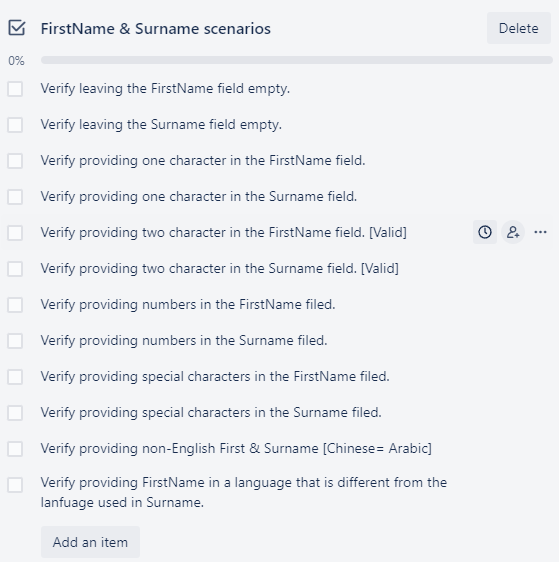 FirstName & Surname scenarios
Delete
0%
Verify leaving the FirstName field empty.
Verify leaving the Surname field empty.
Verify providing one character in the FirstName field.
Verify providing one character in the Surname field.
Verify providing two character in the FirstName field. [Valid]
Verify providing two character in the Surname field. [Valid]
Verify providing numbers in the FirstName filed.
Verify providing numbers in the Surname filed.
Verify providing special characters in the FirstName filed.
Verify providing special characters in the Surname filed.
Verify providing non-English First & Surname [Chinese= Arabic]
Verify providing FirstName in a language that is different from the
lanfuage used in Surname.
Add an item